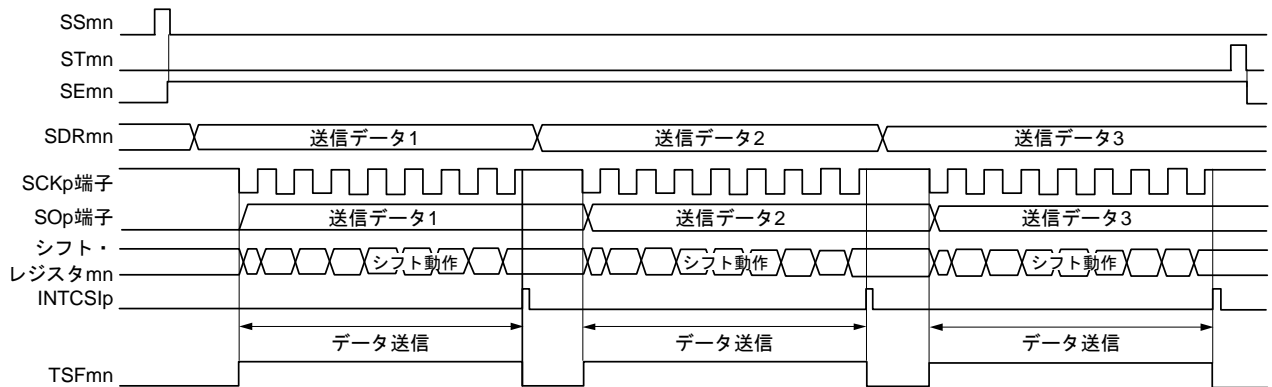 SSmn
STmn
SEmn
SDRmn 送信データ1 送信データ2 送信データ3
SCKp端子
SOp端子 送信データ1 送信データ2 送信データ3
シフト・
レジスタmn シフト動作 シフト動作 シフト動作
INTCSIp
データ送信 データ送信 データ送信
TSFmn